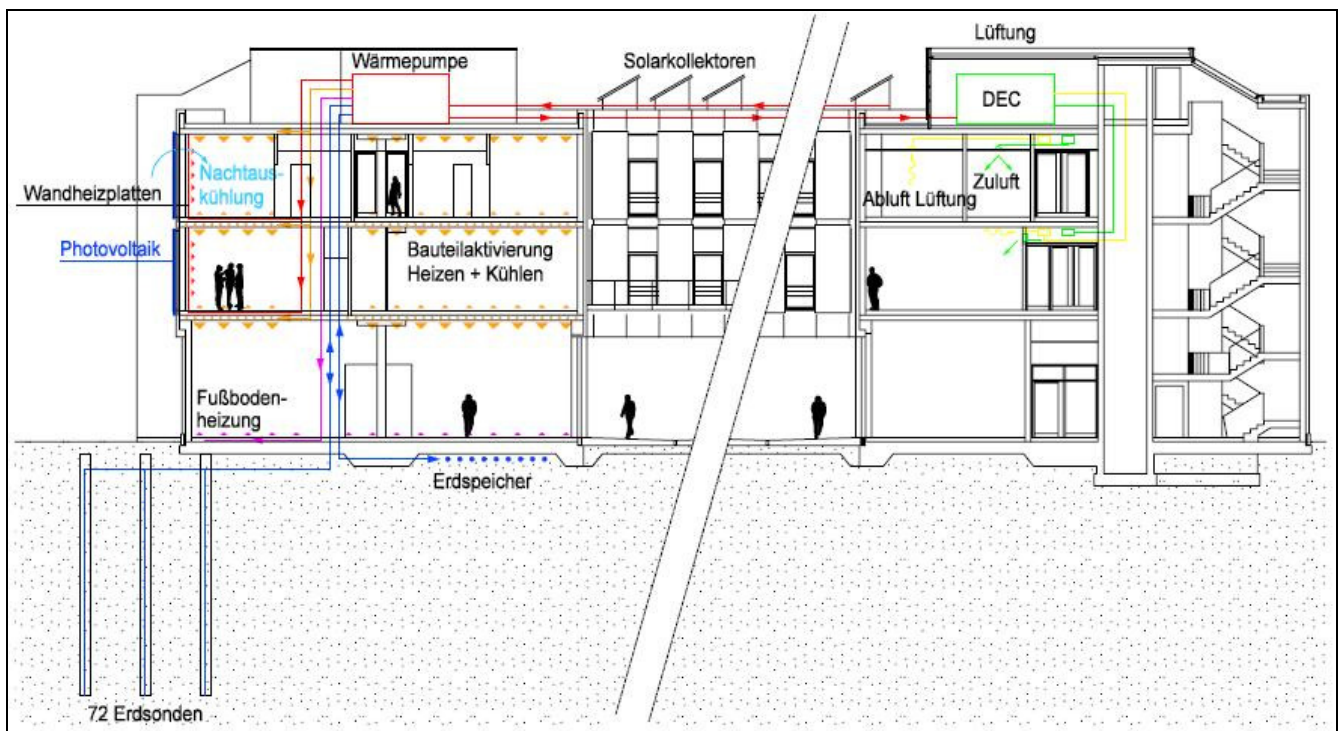 Lüftung
Wärmepumpe
Solarkollektoren
DEC
Nachtaus-
kühlung
Wandheizplatten
Zuluft
Abluft Lüftung
Photovoltaik
Bauteilaktivierung
Heizen + Kühlen
Fußboden-
heizung
Erdspeicher
72 Erdsonden